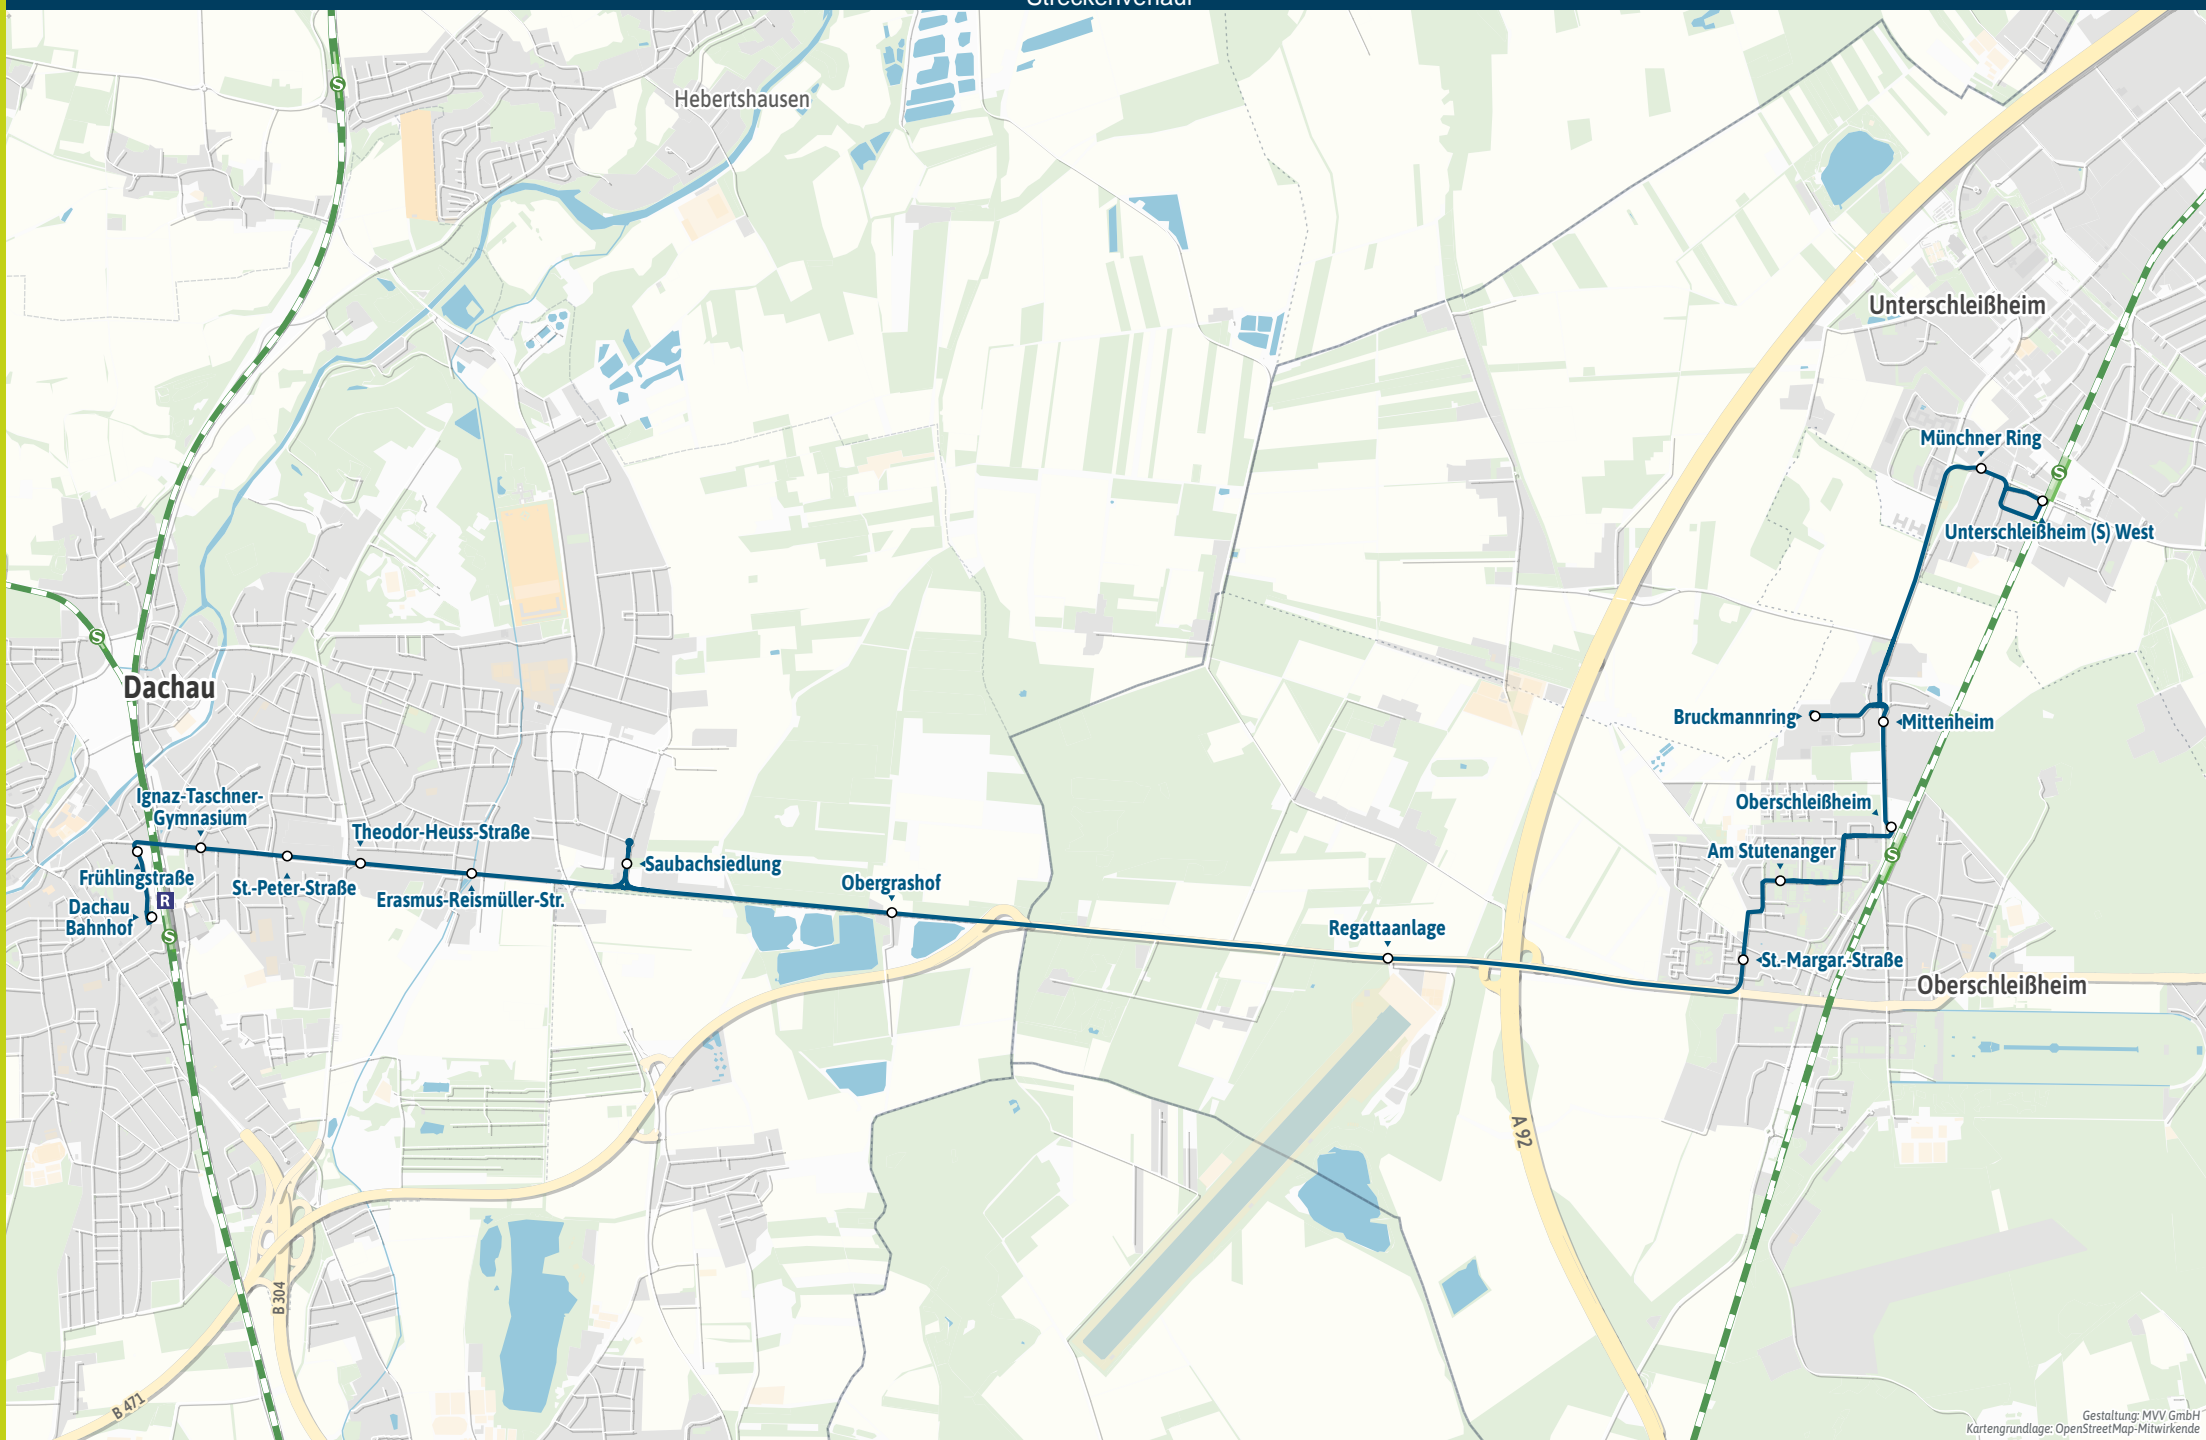 Streckenverlauf
S
Hebertshausen
Unterschleißheim
Münchner Ring
S
Unterschleißheim (S) West
S
Dachau
Bruckmannring
Mittenheim
Ignaz-Taschner-
Gymnasium
Oberschleißheim
Theodor-Heuss-Straße
Am Stutenanger
S
Saubachsiedlung
Frühlingstraße
St.-Peter-Straße
Erasmus-Reismüller-Str.
Obergrashof
R
Dachau
Bahnhof
S
Regattaanlage
St.-Margar.-Straße
Oberschleißheim
A 92
B 304
B 471
Gestaltung: MVV GmbH
Kartengrundlage: OpenStreetMap-Mitwirkende